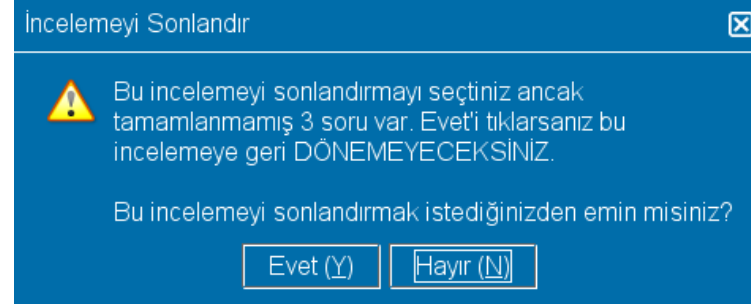 İncelemeyi Sonlandır
Bu incelemeyi sonlandırmayı seçtiniz ancak
tamamlanmamış 3 soru var. Evet'i tıklarsanız bu
incelemeye geri DÖNEMEYECEKSİNİZ.
Bu incelemeyi sonlandırmak istediğinizden emin misiniz?
Evet (Y) Hayır (N)